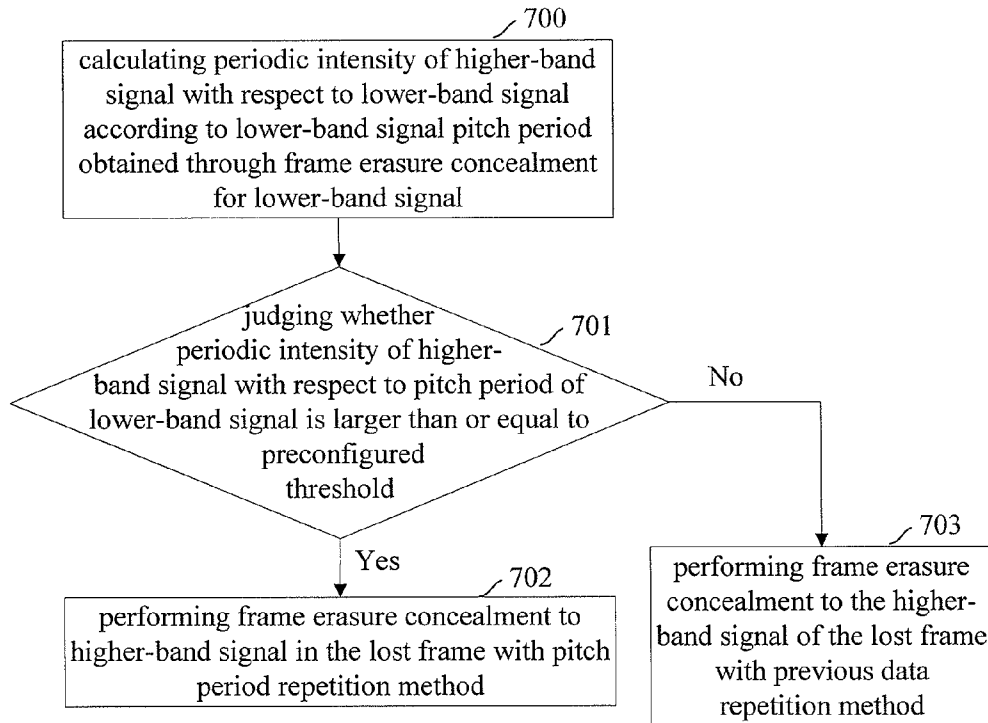 700
calculating periodic intensity of higher-band
signal with respect to lower-band signal
according to lower-band signal pitch period
obtained through frame erasure concealment
for lower-band signal
701
judging whether
periodic intensity of higher-
band signal with respect to pitch period of
lower-band signal is larger than or equal to
preconfigured
threshold
No
Yes
702
performing frame erasure concealment to
higher-band signal in the lost frame with pitch
period repetition method
703
performing frame erasure
concealment to the higher-
band signal of the lost frame
with previous data
repetition method